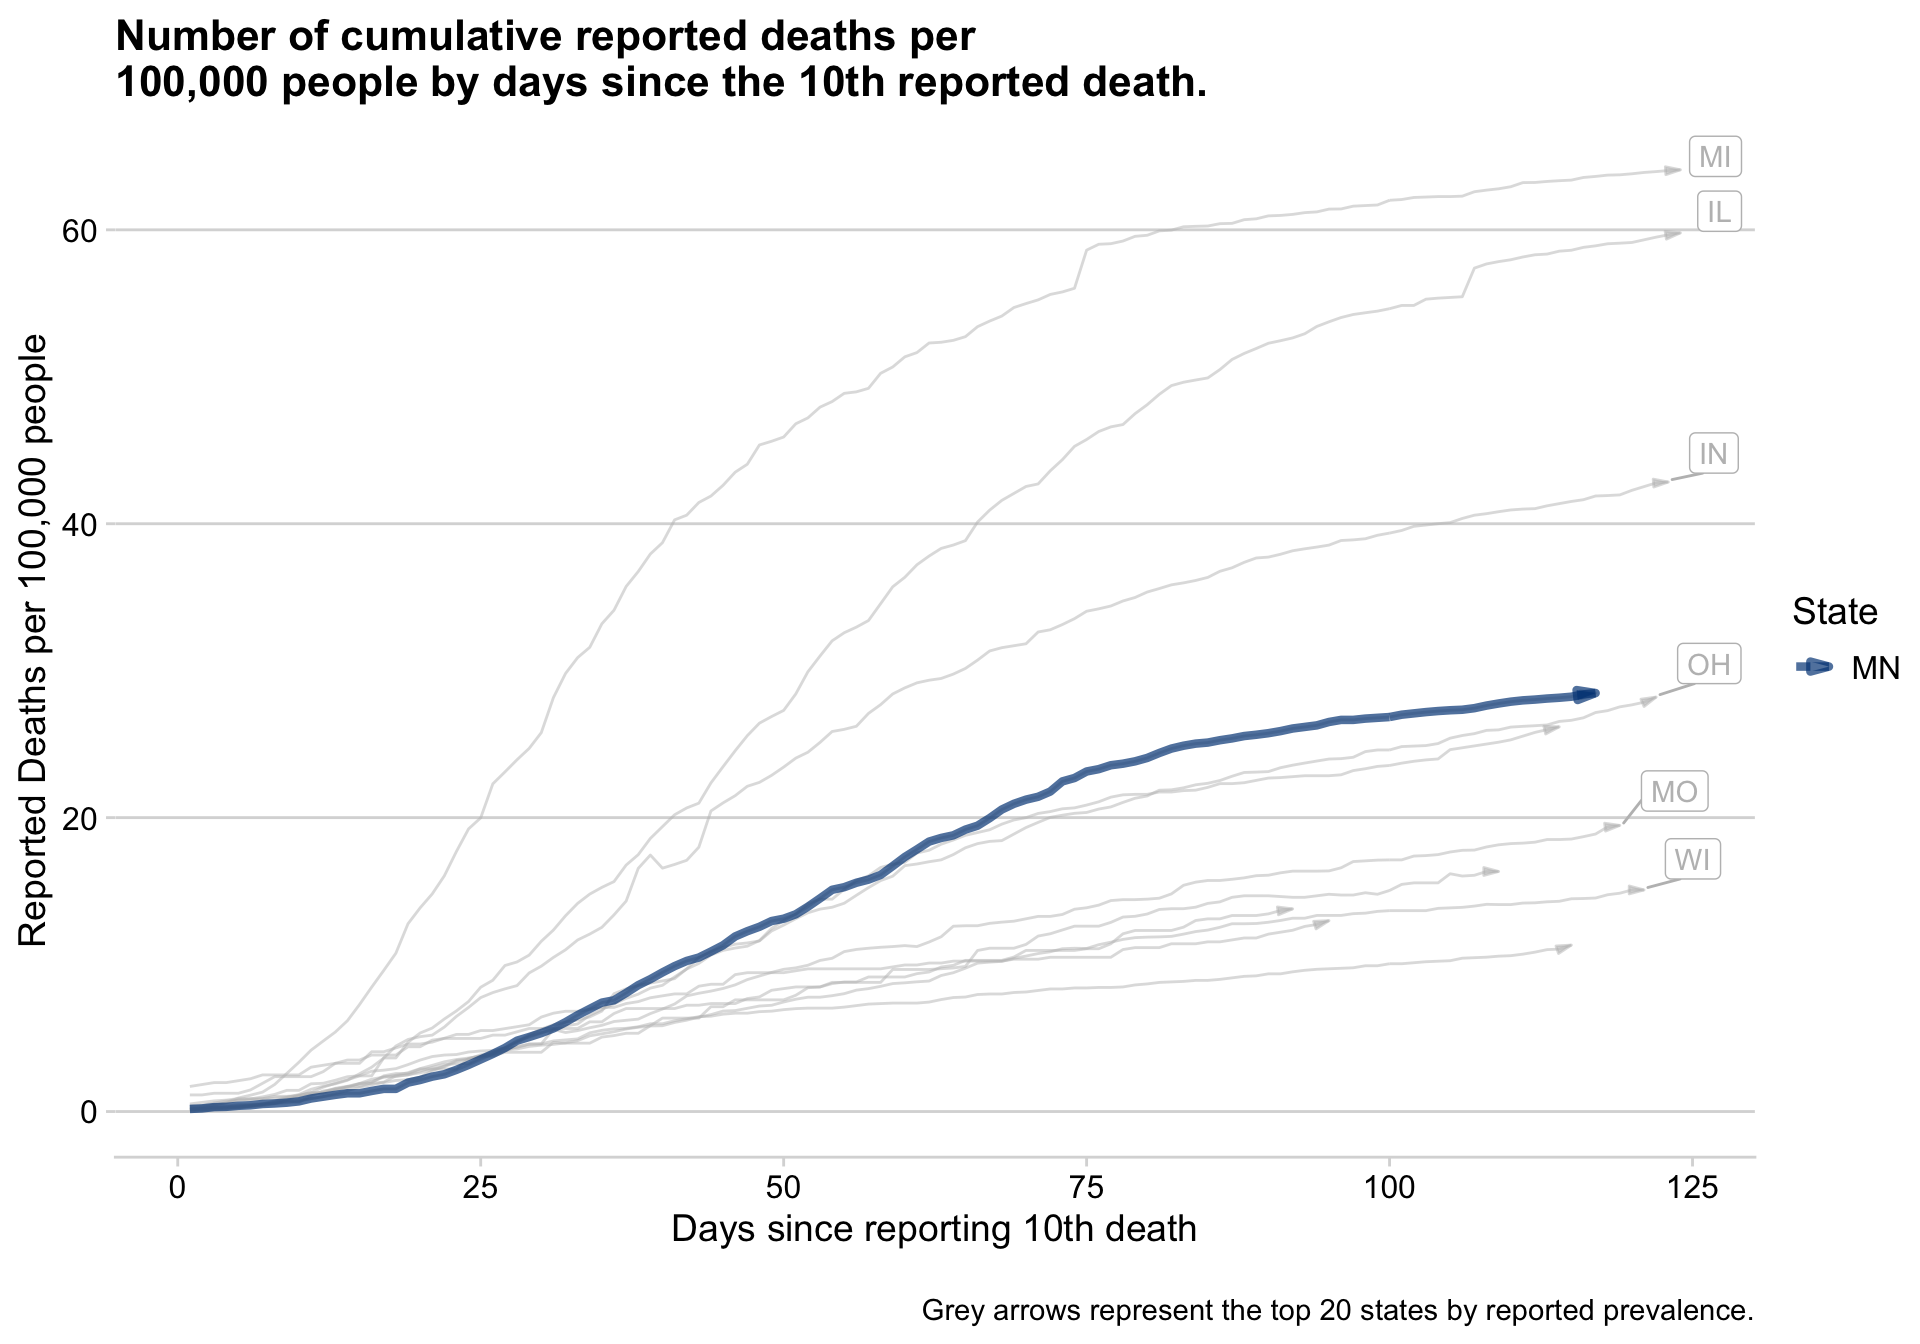 Number of cumulative reported deaths per
100,000 people by days since the 10th reported death.
Reported Deaths per 100,000 people
60
40
20
0
MI
IL
IN
OH
MO
WI
State
MN
0 25 50 75 100 125
Days since reporting 10th death
Grey arrows represent the top 20 states by reported prevalence.